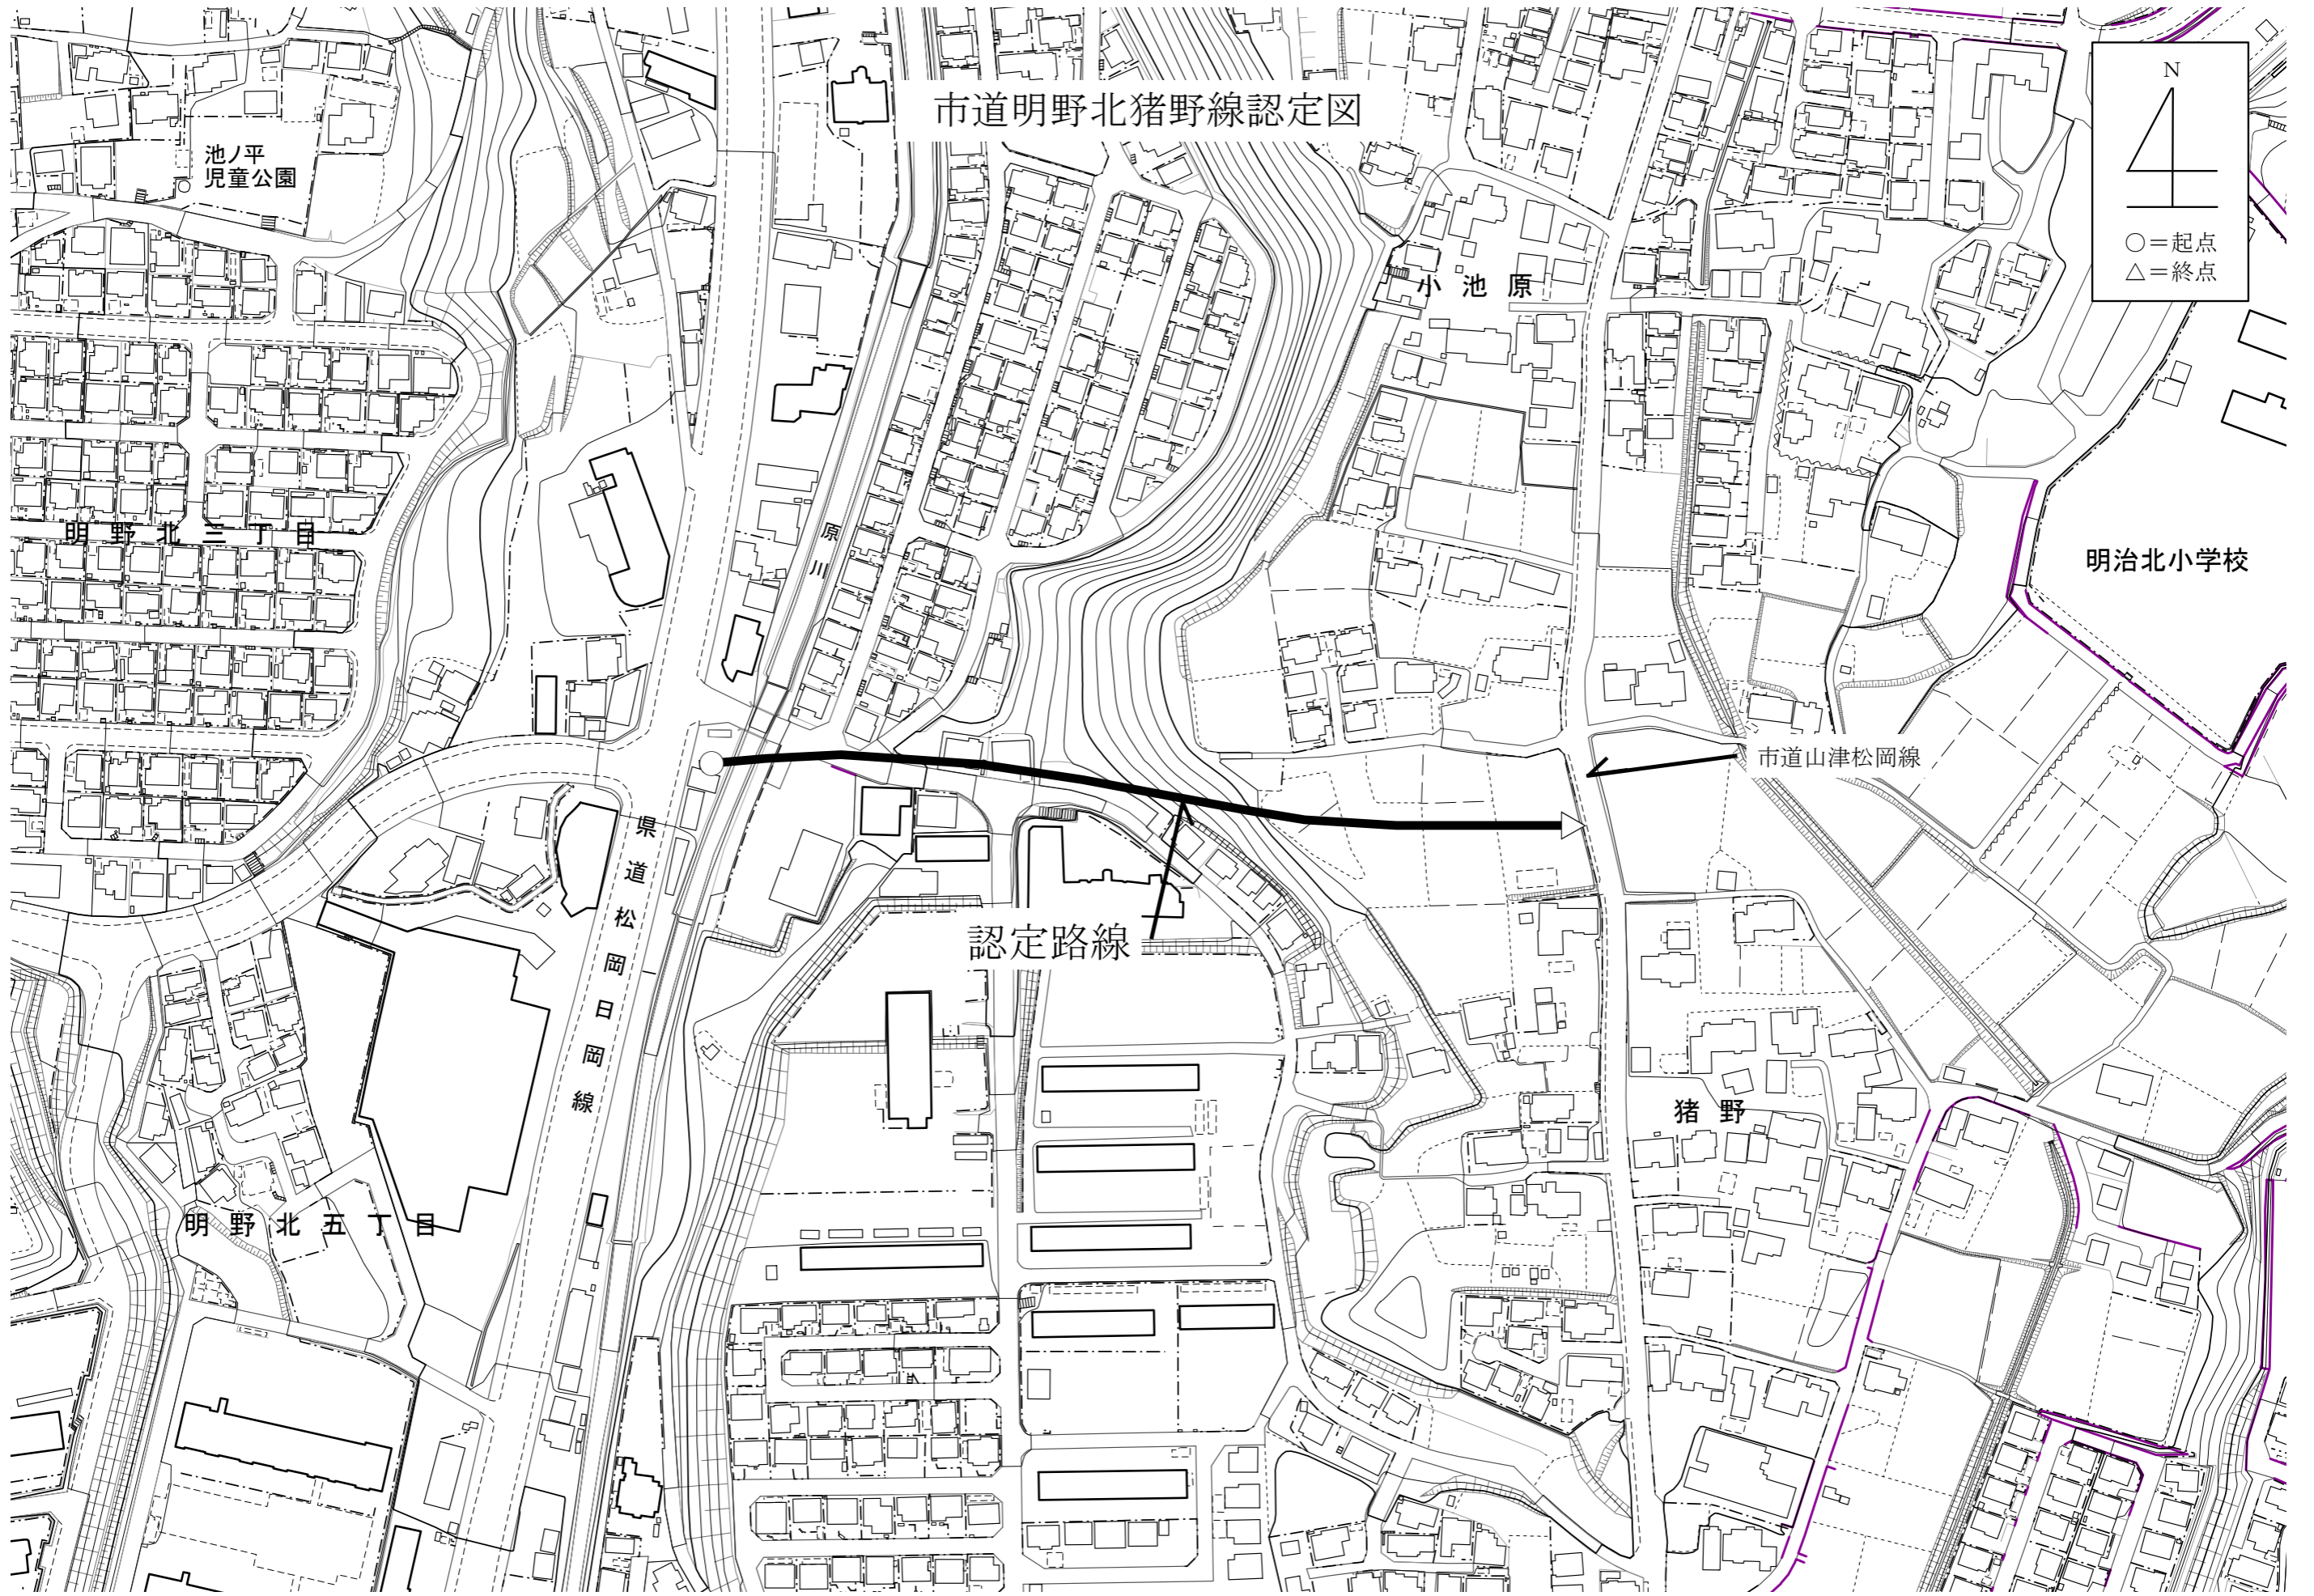 市道明野北猪野線認定図
N
○＝起点
△＝終点
池ノ平
児童公園
小池原
明野北三丁目
原川
明治北小学校
市道山津松岡線
県道松岡日岡線
認定路線
猪野
明野北五丁目